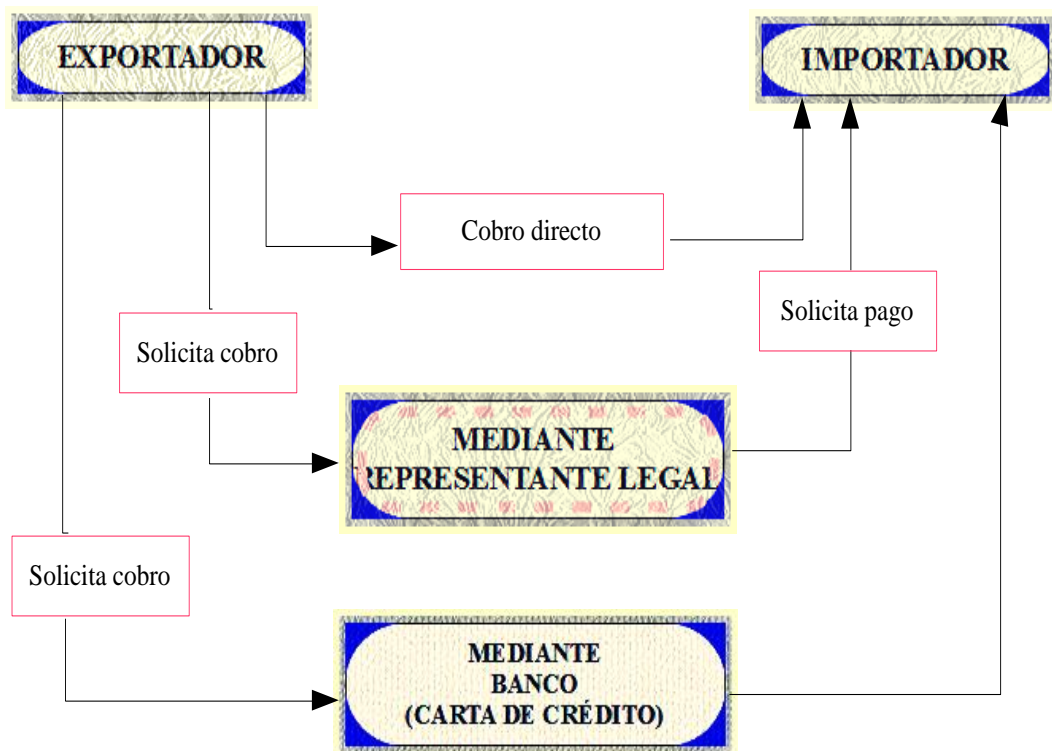 EXPORTADOR
IMPORTADOR
Cobro directo
Solicita pago
Solicita cobro
MEDIANTE
REPRESENTANTE LEGAL
Solicita cobro
MEDIANTE
BANCO
(CARTA DE CRÉDITO)